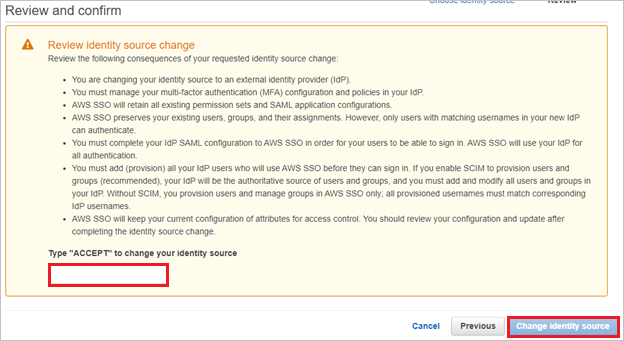 Choose identity source
Review
Review and confirm
Review identity source change
Review the following consequences of your requested identity source change:
• You are changing your identity source to an external identity provider (IdP).
• You must manage your multi-factor authentication (MFA) configuration and policies in your IdP.
• AWS SSO will retain all existing permission sets and SAML application configurations.
• AWS SSO preserves your existing users, groups, and their assignments. However, only users with matching usernames in your new IdP
can authenticate.
• You must complete your IdP SAML configuration to AWS SSO in order for your users to be able to sign in. AWS SSO will use your IdP for
all authentication.
• You must add (provision) all your IdP users who will use AWS SSO before they can sign in. If you enable SCIM to provision users and
groups (recommended), your IdP will be the authoritative source of users and groups, and you must add and modify all users and groups in
your IdP. Without SCIM, you provision users and manage groups in AWS SSO only; all provisioned usernames must match corresponding
IdP usernames.
• AWS SSO will keep your current configuration of attributes for access control. You should review your configuration and update after
completing the identity source change.
Type "ACCEPT" to change your identity source
Cancel
Previous
Change identity source